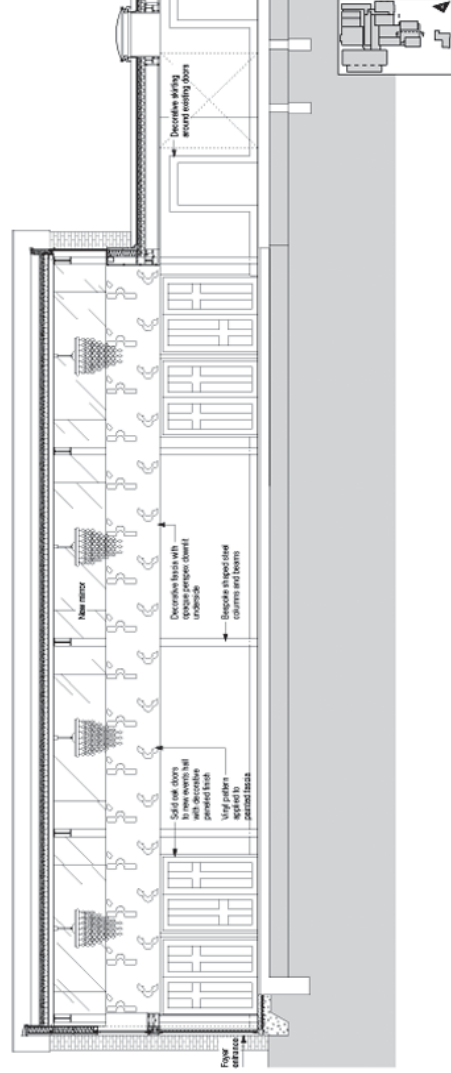 Foyer
entrance
Solid oak doors
to new events hall
with decorative
paneled finish
Vinyl pattern
applied to
painted fascia
New mirror
Decorative fascia with
opaque perspex downlit
underside
Bespoke shaped steel
columns and beams
Decorative skirting
around existing doors